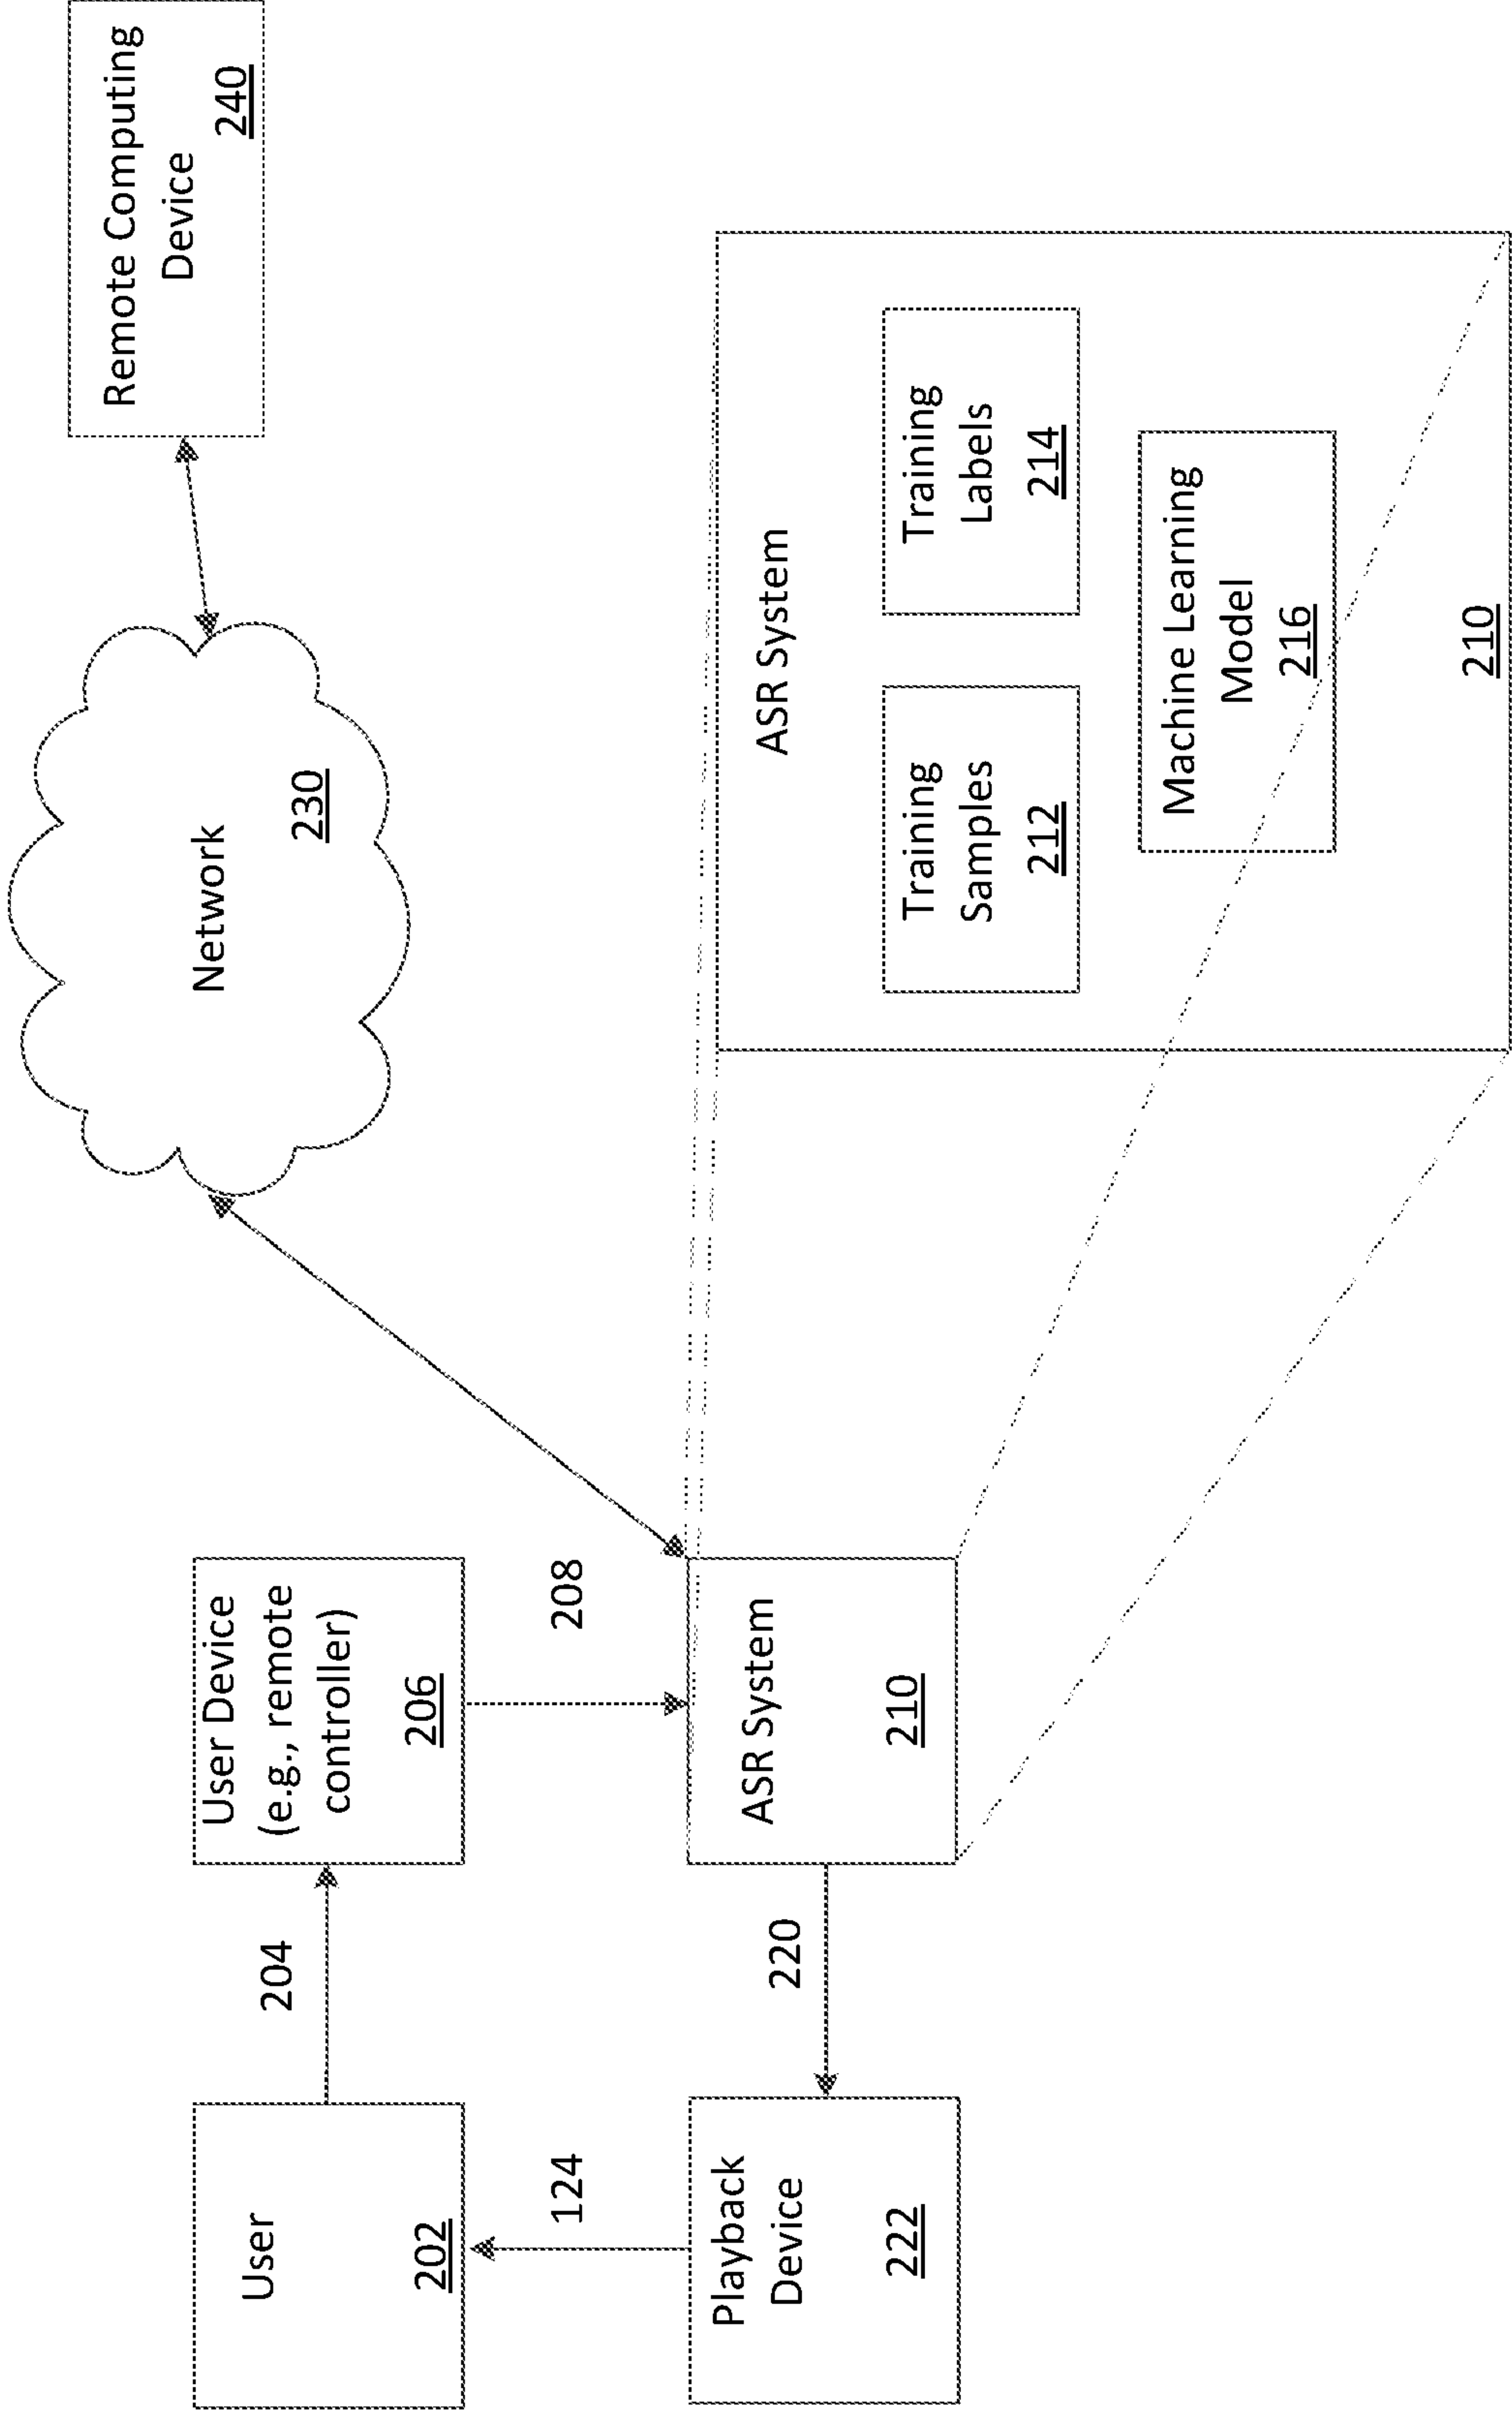 User
202
204
User Device
(e.g., remote
controller)
206
Network
230
Remote Computing
Device
240
124
208
Playback
Device
222
220
ASR System
210
ASR System
Training
Samples
212
Training
Labels
214
Machine Learning
Model
216
210